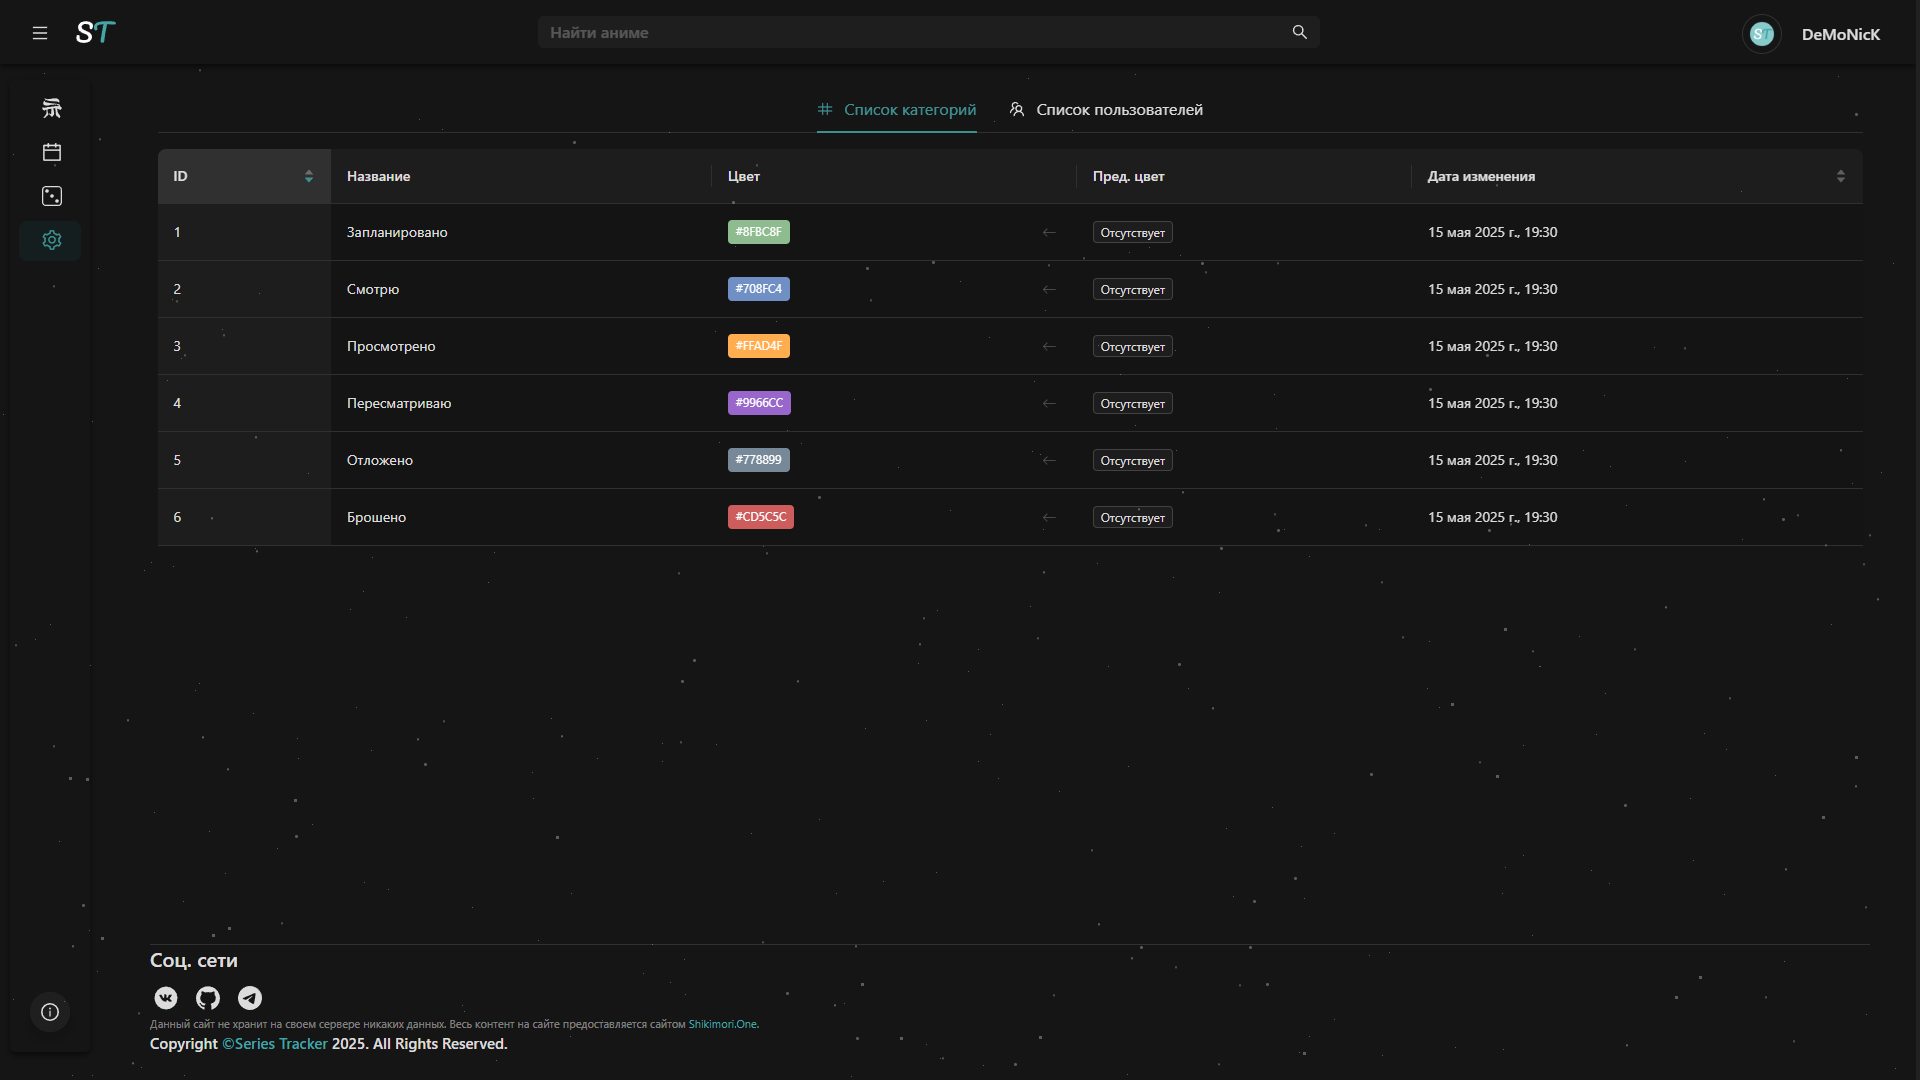 ST
Найти аниме
ST
DeMoNicK
Список категорий
Список пользователей
ID Название Цвет Пред. цвет Дата изменения
1 Запланировано #8FBC8F Отсутствует 15 мая 2025 г., 19:30
2 Смотрю #708FC4 Отсутствует 15 мая 2025 г., 19:30
3 Просмотрено #FFAD4F Отсутствует 15 мая 2025 г., 19:30
4 Пересматриваю #9966CC Отсутствует 15 мая 2025 г., 19:30
5 Отложено #778899 Отсутствует 15 мая 2025 г., 19:30
6 Брошено #CD5C5C Отсутствует 15 мая 2025 г., 19:30
Соц. сети
Данный сайт не хранит на своем сервере никаких данных. Весь контент на сайте предоставляется сайтом Shikimori.One.
Copyright ©Series Tracker 2025. All Rights Reserved.